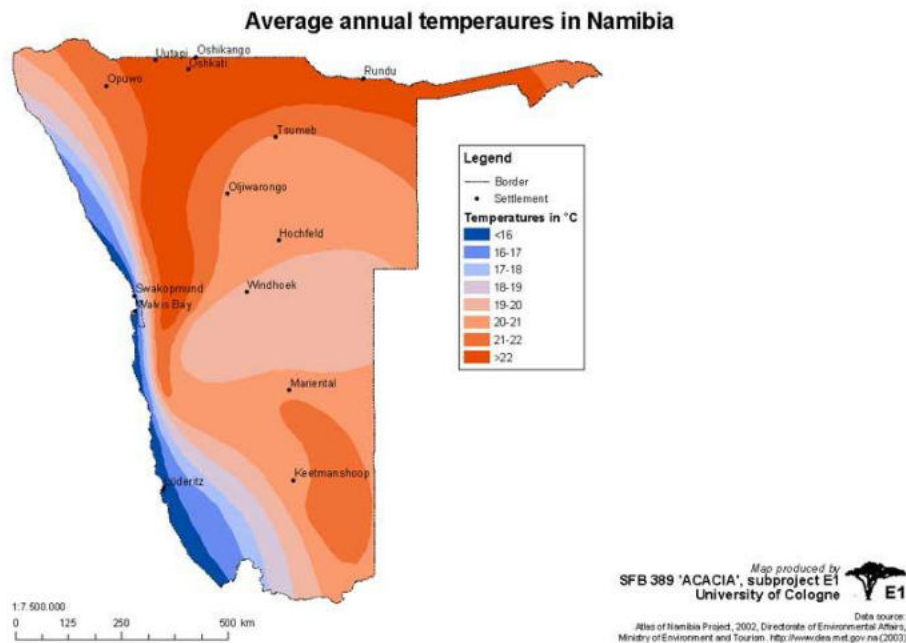 Average annual temperaures in Namibia
Uutapi
Oshikango
Oshkati
Opuwo
Rundu
Tsumeb
Oljiwarongo
Hochfeld
Swakopmund
Windhoek
Walvis Bay
Mariental
Keetmanshoop
Lüderitz
Legend
Border
Settlement
Temperatures in °C
<16
16-17
17-18
18-19
19-20
20-21
21-22
>22
1:7.500.000
0 250 500 km
Map produced by
SFB 389 'ACACIA', subproject E1
University of Cologne
E1
Data source:
Atlas of Namibia Project, 2002, Directorate of Environmental Affairs,
Ministry of Environment and Tourism. http://www.dea.met.gov.na (2003)